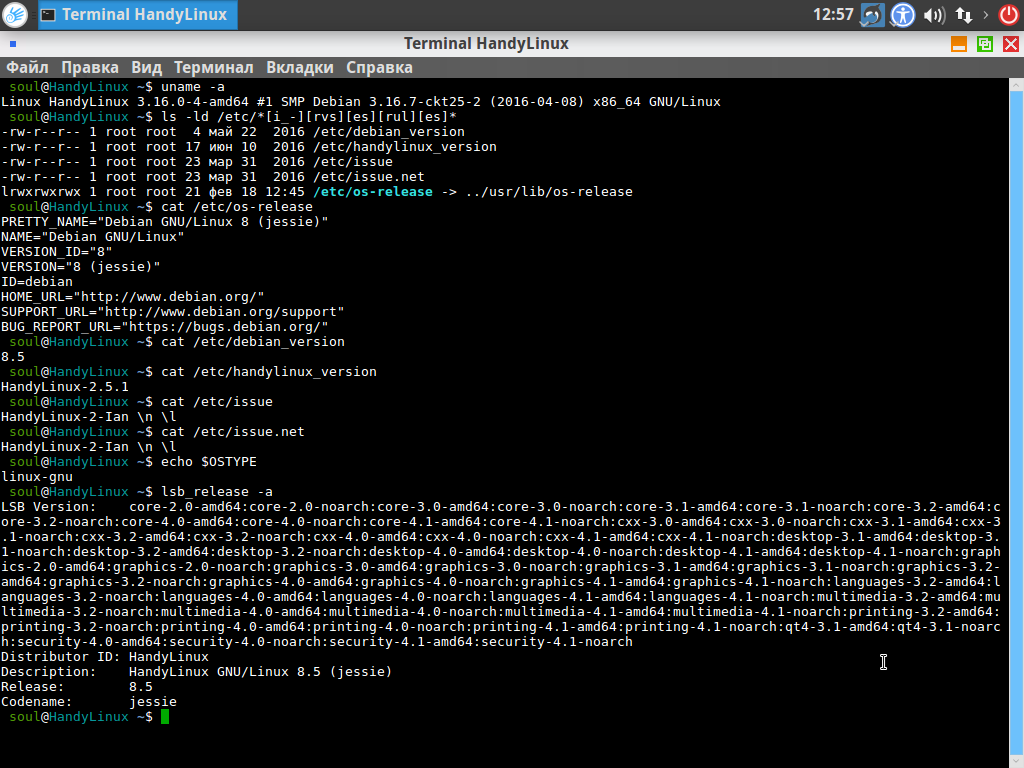 Terminal HandyLinux
12:57
Terminal HandyLinux
Файл Правка Вид Терминал Вкладки Справка
soul@HandyLinux ~$ uname -a
Linux HandyLinux 3.16.0-4-amd64 #1 SMP Debian 3.16.7-ckt25-2 (2016-04-08) x86_64 GNU/Linux
soul@HandyLinux ~$ ls -ld /etc/*[i_-][rvs][es][rul][es]*
-rw-r--r-- 1 root root  4 май 22  2016 /etc/debian_version
-rw-r--r-- 1 root root 17 июн 10  2016 /etc/handylinux_version
-rw-r--r-- 1 root root 23 мар 31  2016 /etc/issue
-rw-r--r-- 1 root root 23 мар 31  2016 /etc/issue.net
lrwxrwxrwx 1 root root 21 фев 18 12:45 /etc/os-release -> ../usr/lib/os-release
soul@HandyLinux ~$ cat /etc/os-release
PRETTY_NAME="Debian GNU/Linux 8 (jessie)"
NAME="Debian GNU/Linux"
VERSION_ID="8"
VERSION="8 (jessie)"
ID=debian
HOME_URL="http://www.debian.org/"
SUPPORT_URL="http://www.debian.org/support"
BUG_REPORT_URL="https://bugs.debian.org/"
soul@HandyLinux ~$ cat /etc/debian_version
8.5
soul@HandyLinux ~$ cat /etc/handylinux_version
HandyLinux-2.5.1
soul@HandyLinux ~$ cat /etc/issue
HandyLinux-2-Ian \n \l
soul@HandyLinux ~$ cat /etc/issue.net
HandyLinux-2-Ian \n \l
soul@HandyLinux ~$ echo $OSTYPE
linux-gnu
soul@HandyLinux ~$ lsb_release -a
LSB Version:    core-2.0-amd64:core-2.0-noarch:core-3.0-amd64:core-3.0-noarch:core-3.1-amd64:core-3.1-noarch:core-3.2-amd64:c
ore-3.2-noarch:core-4.0-amd64:core-4.0-noarch:core-4.1-amd64:core-4.1-noarch:cxx-3.0-amd64:cxx-3.0-noarch:cxx-3.1-amd64:cxx-3
.1-noarch:cxx-3.2-amd64:cxx-3.2-noarch:cxx-4.0-amd64:cxx-4.0-noarch:cxx-4.1-amd64:cxx-4.1-noarch:desktop-3.1-amd64:desktop-3.
1-noarch:desktop-3.2-amd64:desktop-3.2-noarch:desktop-4.0-amd64:desktop-4.0-noarch:desktop-4.1-amd64:desktop-4.1-noarch:graph
ics-2.0-amd64:graphics-2.0-noarch:graphics-3.0-amd64:graphics-3.0-noarch:graphics-3.1-amd64:graphics-3.1-noarch:graphics-3.2-
amd64:graphics-3.2-noarch:graphics-4.0-amd64:graphics-4.0-noarch:graphics-4.1-amd64:graphics-4.1-noarch:languages-3.2-amd64:l
anguages-3.2-noarch:languages-4.0-amd64:languages-4.0-noarch:languages-4.1-amd64:languages-4.1-noarch:multimedia-3.2-amd64:mu
ltimedia-3.2-noarch:multimedia-4.0-amd64:multimedia-4.0-noarch:multimedia-4.1-amd64:multimedia-4.1-noarch:printing-3.2-amd64:
printing-3.2-noarch:printing-4.0-amd64:printing-4.0-noarch:printing-4.1-amd64:printing-4.1-noarch:qt4-3.1-amd64:qt4-3.1-noarc
h:security-4.0-amd64:security-4.0-noarch:security-4.1-amd64:security-4.1-noarch
Distributor ID: HandyLinux
Description:    HandyLinux GNU/Linux 8.5 (jessie)
Release:        8.5
Codename:       jessie
soul@HandyLinux ~$